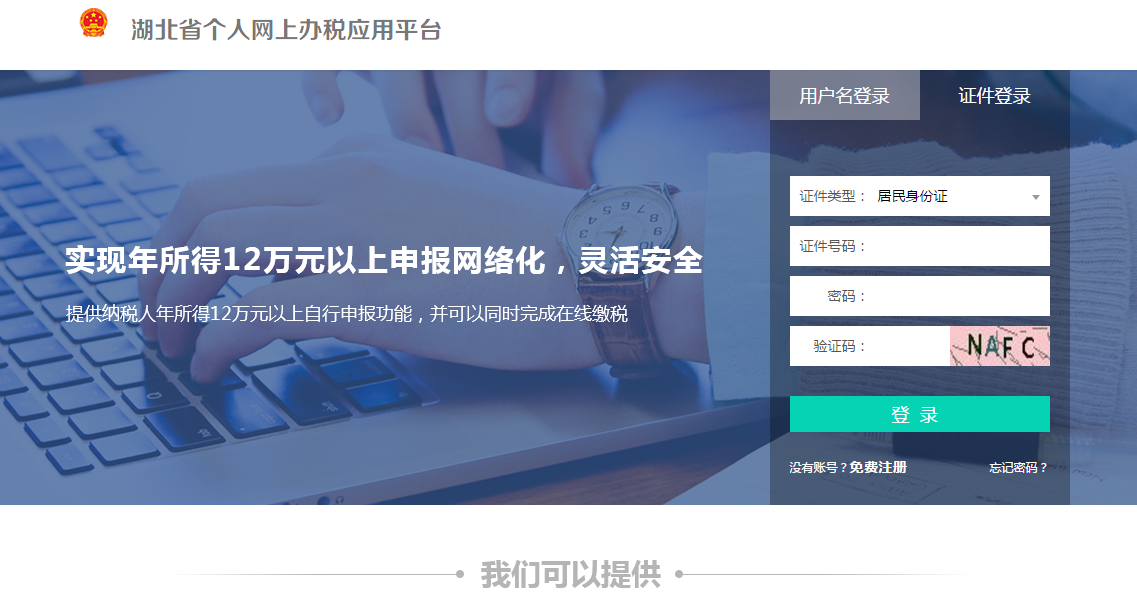 湖北省个人网上办税应用平台
用户名登录
证件登录
证件类型： 居民身份证
证件号码：
密码：
验证码： NAFC
登 录
没有账号？免费注册
忘记密码？
实现年所得12万元以上申报网络化，灵活安全
提供纳税人年所得12万元以上自行申报功能，并可以同时完成在线缴税
我们可以提供